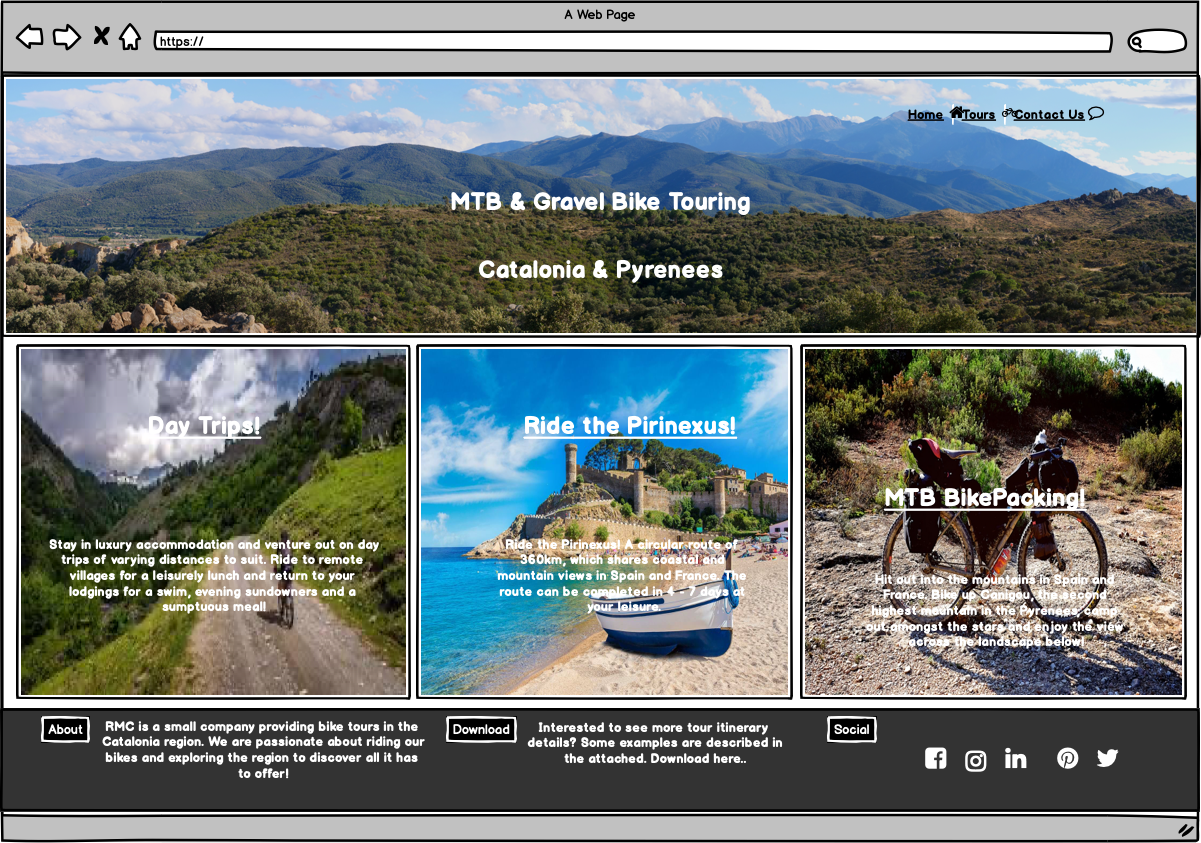 A Web Page
https://
Home Tours Contact Us
MTB & Gravel Bike Touring
Catalonia & Pyrenees
Day Trips!
Stay in luxury accommodation and venture out on day
trips of varying distances to suit. Ride to remote
villages for a leisurely lunch and return to your
lodgings for a swim, evening sundowners and a
sumptuous meal!
Ride the Pirinexus!
Ride the Pirinexus! A circular route of
360km, which shares coastal and
mountain views in Spain and France. The
route can be completed in 4 - 7 days at
your leisure.
MTB BikePacking!
Hit out into the mountains in Spain and
France. Bike up Canigou, the second
highest mountain in the Pyrenees, camp
out amongst the stars and enjoy the view
across the landscape below!
About
RMC is a small company providing bike tours in the
Catalonia region. We are passionate about riding our
bikes and exploring the region to discover all it has
to offer!
Download
Interested to see more tour itinerary
details? Some examples are described in
the attached. Download here..
Social